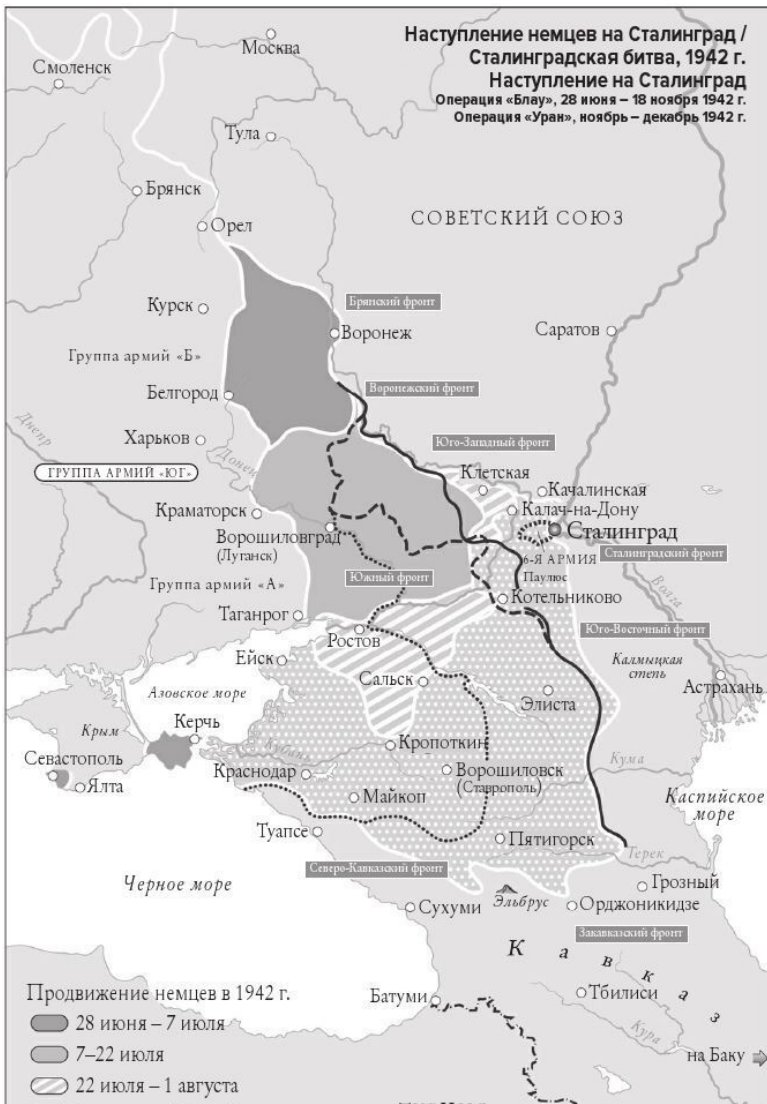 Наступление немцев на Сталинград /
Сталинградская битва, 1942 г.
Наступление на Сталинград
Операция «Блау», 28 июня – 18 ноября 1942 г.
Операция «Уран», ноябрь – декабрь 1942 г.
Москва
Смоленск
Тула
Брянск
Орел
СОВЕТСКИЙ СОЮЗ
Брянский фронт
Курск
Воронеж
Саратов
Группа армий «Б»
Воронежский фронт
Белгород
Днепр
Харьков
Юго-Западный фронт
Донец
ГРУППА АРМИЙ «ЮГ»
Клетская
Качалинская
Калач-на-Дону
Краматорск
Ворошиловград
(Луганск)
Сталинград
Сталинградский фронт
6-Я АРМИЯ
Паулюс
Группа армий «А»
Южный фронт
Волга
Котельниково
Таганрог
Ростов
Юго-Восточный фронт
Ейск
Калмыцкая
степь
Астрахань
Сальск
Элиста
Азовское море
Крым
Керчь
Кубань
Кропоткин
Севастополь
Ялта
Краснодар
Ворошиловск
(Ставрополь)
Кума
Майкоп
Каспийское
море
Туапсе
Пятигорск
Терек
Северо-Кавказский фронт
Грозный
Черное море
Эльбрус
Сухуми
Орджоникидзе
Закавказский фронт
Кавказ
Батуми
Тбилиси
Кура
на Баку
Продвижение немцев в 1942 г.
28 июня – 7 июля
7–22 июля
22 июля – 1 августа